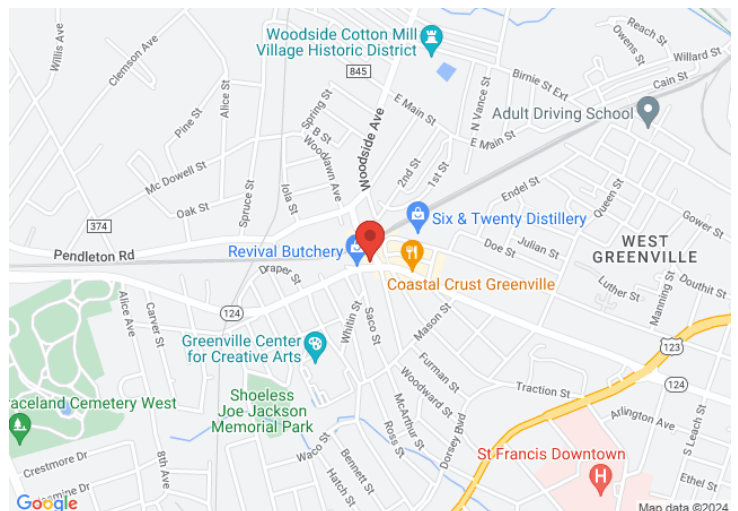 Woodside Cotton Mill
Village Historic District
Reach St
Owens St
Willard St
Willis Ave
Clemson Ave
845
Birnie St Ext
Cain St
Alice St
Spring St
E Main St
N Vance St
Adult Driving School
Pine St
B St
E Main St
Woodside Ave
Mc Dowell St
Woodlawn Ave
2nd St
1st St
Endel St
Queen St
Spruce St
Iola St
Oak St
374
Six & Twenty Distillery
Gower St
Pendleton Rd
Revival Butchery
Julian St
Doe St
WEST
GREENVILLE
Draper St
Coastal Crust Greenville
Luther St
Manning St
Douthit St
Alice Ave
Carver St
124
Whitin St
Saco St
Mason St
Greenville Center
for Creative Arts
123
Furman St
Traction St
124
Shoeless
Joe Jackson
Memorial Park
Woodward St
McArthur St
Dorsey Blvd
Arlington Ave
S Leach St
raceland Cemetery West
Waco St
Ross St
St Francis Downtown
H
Crestmore Dr
8th Ave
Bennett St
Hatch St
Ethel St
asmine Dr
Google
Map data ©2024